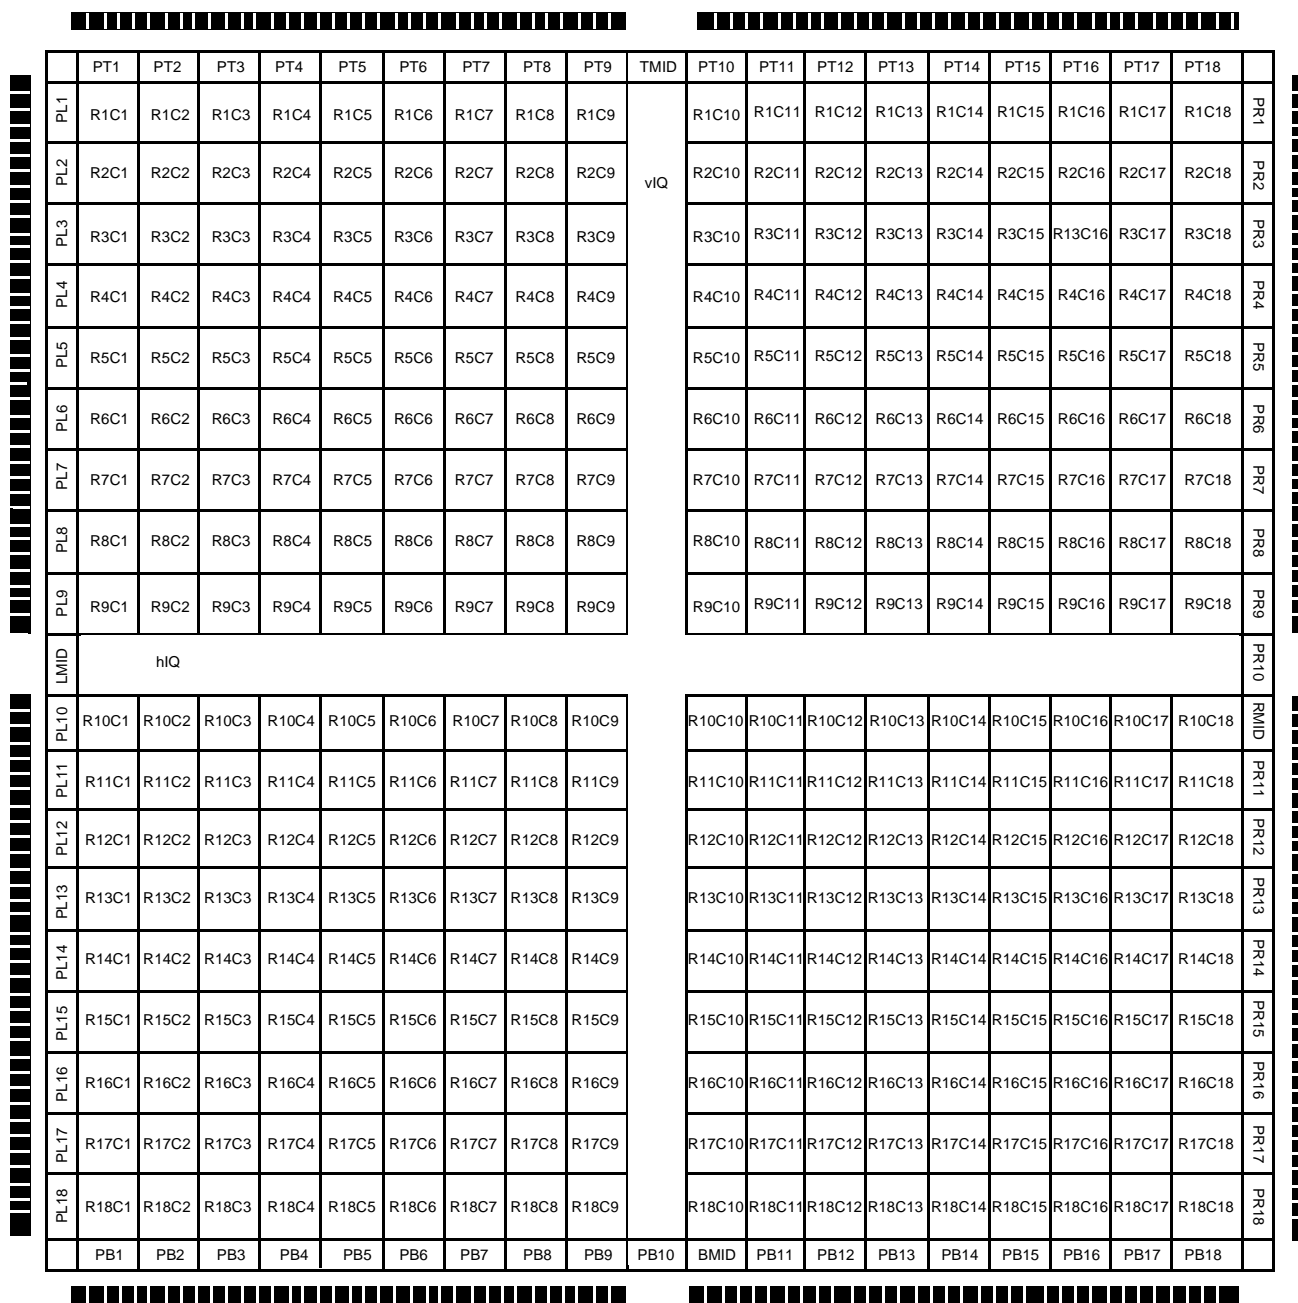 PT1 PT2 PT3 PT4 PT5 PT6 PT7 PT8 PT9 TMID PT10 PT11 PT12 PT13 PT14 PT15 PT16 PT17 PT18
PL1 R1C1 R1C2 R1C3 R1C4 R1C5 R1C6 R1C7 R1C8 R1C9 R1C10 R1C11 R1C12 R1C13 R1C14 R1C15 R1C16 R1C17 R1C18 PR1
PL2 R2C1 R2C2 R2C3 R2C4 R2C5 R2C6 R2C7 R2C8 R2C9 vIQ R2C10 R2C11 R2C12 R2C13 R2C14 R2C15 R2C16 R2C17 R2C18 PR2
PL3 R3C1 R3C2 R3C3 R3C4 R3C5 R3C6 R3C7 R3C8 R3C9 R3C10 R3C11 R3C12 R3C13 R3C14 R3C15 R13C16 R3C17 R3C18 PR3
PL4 R4C1 R4C2 R4C3 R4C4 R4C5 R4C6 R4C7 R4C8 R4C9 R4C10 R4C11 R4C12 R4C13 R4C14 R4C15 R4C16 R4C17 R4C18 PR4
PL5 R5C1 R5C2 R5C3 R5C4 R5C5 R5C6 R5C7 R5C8 R5C9 R5C10 R5C11 R5C12 R5C13 R5C14 R5C15 R5C16 R5C17 R5C18 PR5
PL6 R6C1 R6C2 R6C3 R6C4 R6C5 R6C6 R6C7 R6C8 R6C9 R6C10 R6C11 R6C12 R6C13 R6C14 R6C15 R6C16 R6C17 R6C18 PR6
PL7 R7C1 R7C2 R7C3 R7C4 R7C5 R7C6 R7C7 R7C8 R7C9 R7C10 R7C11 R7C12 R7C13 R7C14 R7C15 R7C16 R7C17 R7C18 PR7
PL8 R8C1 R8C2 R8C3 R8C4 R8C5 R8C6 R8C7 R8C8 R8C9 R8C10 R8C11 R8C12 R8C13 R8C14 R8C15 R8C16 R8C17 R8C18 PR8
PL9 R9C1 R9C2 R9C3 R9C4 R9C5 R9C6 R9C7 R9C8 R9C9 R9C10 R9C11 R9C12 R9C13 R9C14 R9C15 R9C16 R9C17 R9C18 PR9
LMID hIQ PR10
PL10 R10C1 R10C2 R10C3 R10C4 R10C5 R10C6 R10C7 R10C8 R10C9 R10C10 R10C11 R10C12 R10C13 R10C14 R10C15 R10C16 R10C17 R10C18 RMID
PL11 R11C1 R11C2 R11C3 R11C4 R11C5 R11C6 R11C7 R11C8 R11C9 R11C10 R11C11 R11C12 R11C13 R11C14 R11C15 R11C16 R11C17 R11C18 PR11
PL12 R12C1 R12C2 R12C3 R12C4 R12C5 R12C6 R12C7 R12C8 R12C9 R12C10 R12C11 R12C12 R12C13 R12C14 R12C15 R12C16 R12C17 R12C18 PR12
PL13 R13C1 R13C2 R13C3 R13C4 R13C5 R13C6 R13C7 R13C8 R13C9 R13C10 R13C11 R13C12 R13C13 R13C14 R13C15 R13C16 R13C17 R13C18 PR13
PL14 R14C1 R14C2 R14C3 R14C4 R14C5 R14C6 R14C7 R14C8 R14C9 R14C10 R14C11 R14C12 R14C13 R14C14 R14C15 R14C16 R14C17 R14C18 PR14
PL15 R15C1 R15C2 R15C3 R15C4 R15C5 R15C6 R15C7 R15C8 R15C9 R15C10 R15C11 R15C12 R15C13 R15C14 R15C15 R15C16 R15C17 R15C18 PR15
PL16 R16C1 R16C2 R16C3 R16C4 R16C5 R16C6 R16C7 R16C8 R16C9 R16C10 R16C11 R16C12 R16C13 R16C14 R16C15 R16C16 R16C17 R16C18 PR16
PL17 R17C1 R17C2 R17C3 R17C4 R17C5 R17C6 R17C7 R17C8 R17C9 R17C10 R17C11 R17C12 R17C13 R17C14 R17C15 R17C16 R17C17 R17C18 PR17
PL18 R18C1 R18C2 R18C3 R18C4 R18C5 R18C6 R18C7 R18C8 R18C9 R18C10 R18C11 R18C12 R18C13 R18C14 R18C15 R18C16 R18C17 R18C18 PR18
PB1 PB2 PB3 PB4 PB5 PB6 PB7 PB8 PB9 PB10 BMID PB11 PB12 PB13 PB14 PB15 PB16 PB17 PB18